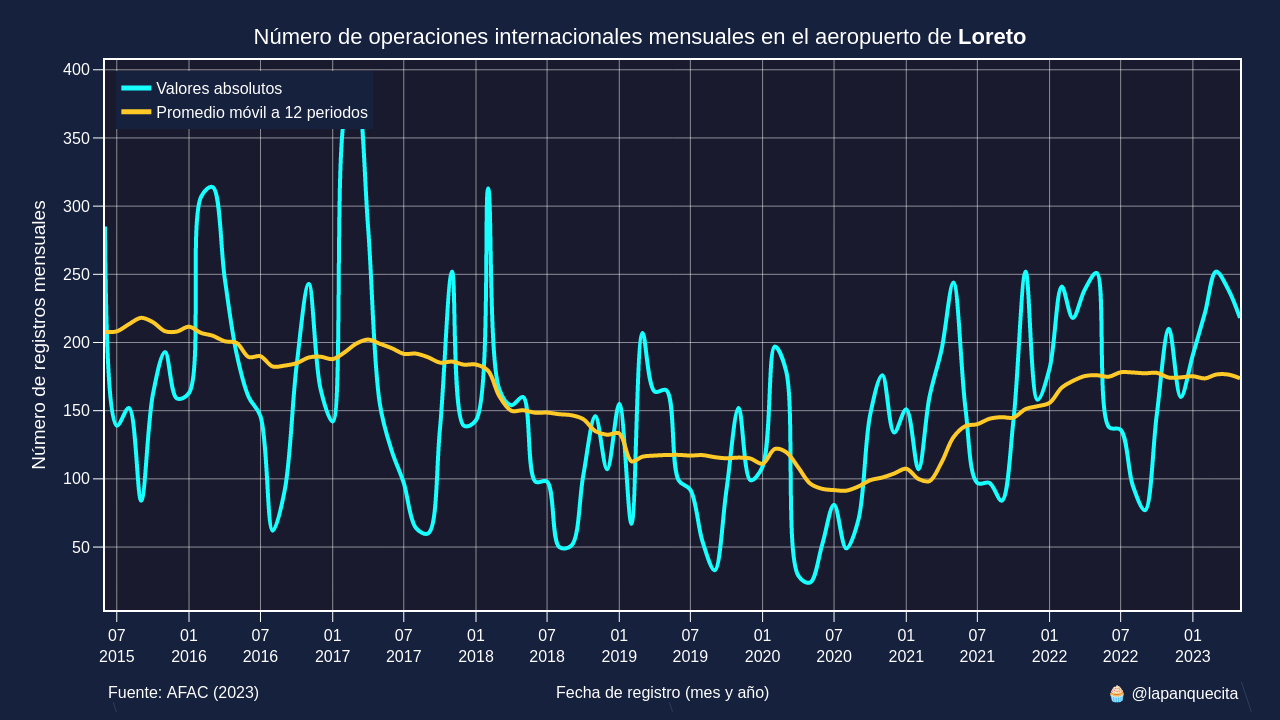 Número de operaciones internacionales mensuales en el aeropuerto de Loreto
Valores absolutos
Promedio móvil a 12 periodos
Número de registros mensuales
400
350
300
250
200
150
100
50
07 01 07 01 07 01 07 01 07 01 07 01 07 01 07 01
2015 2016 2016 2017 2017 2018 2018 2019 2019 2020 2020 2021 2021 2022 2022 2023
Fuente: AFAC (2023) Fecha de registro (mes y año) 🧁 @lapanquecita